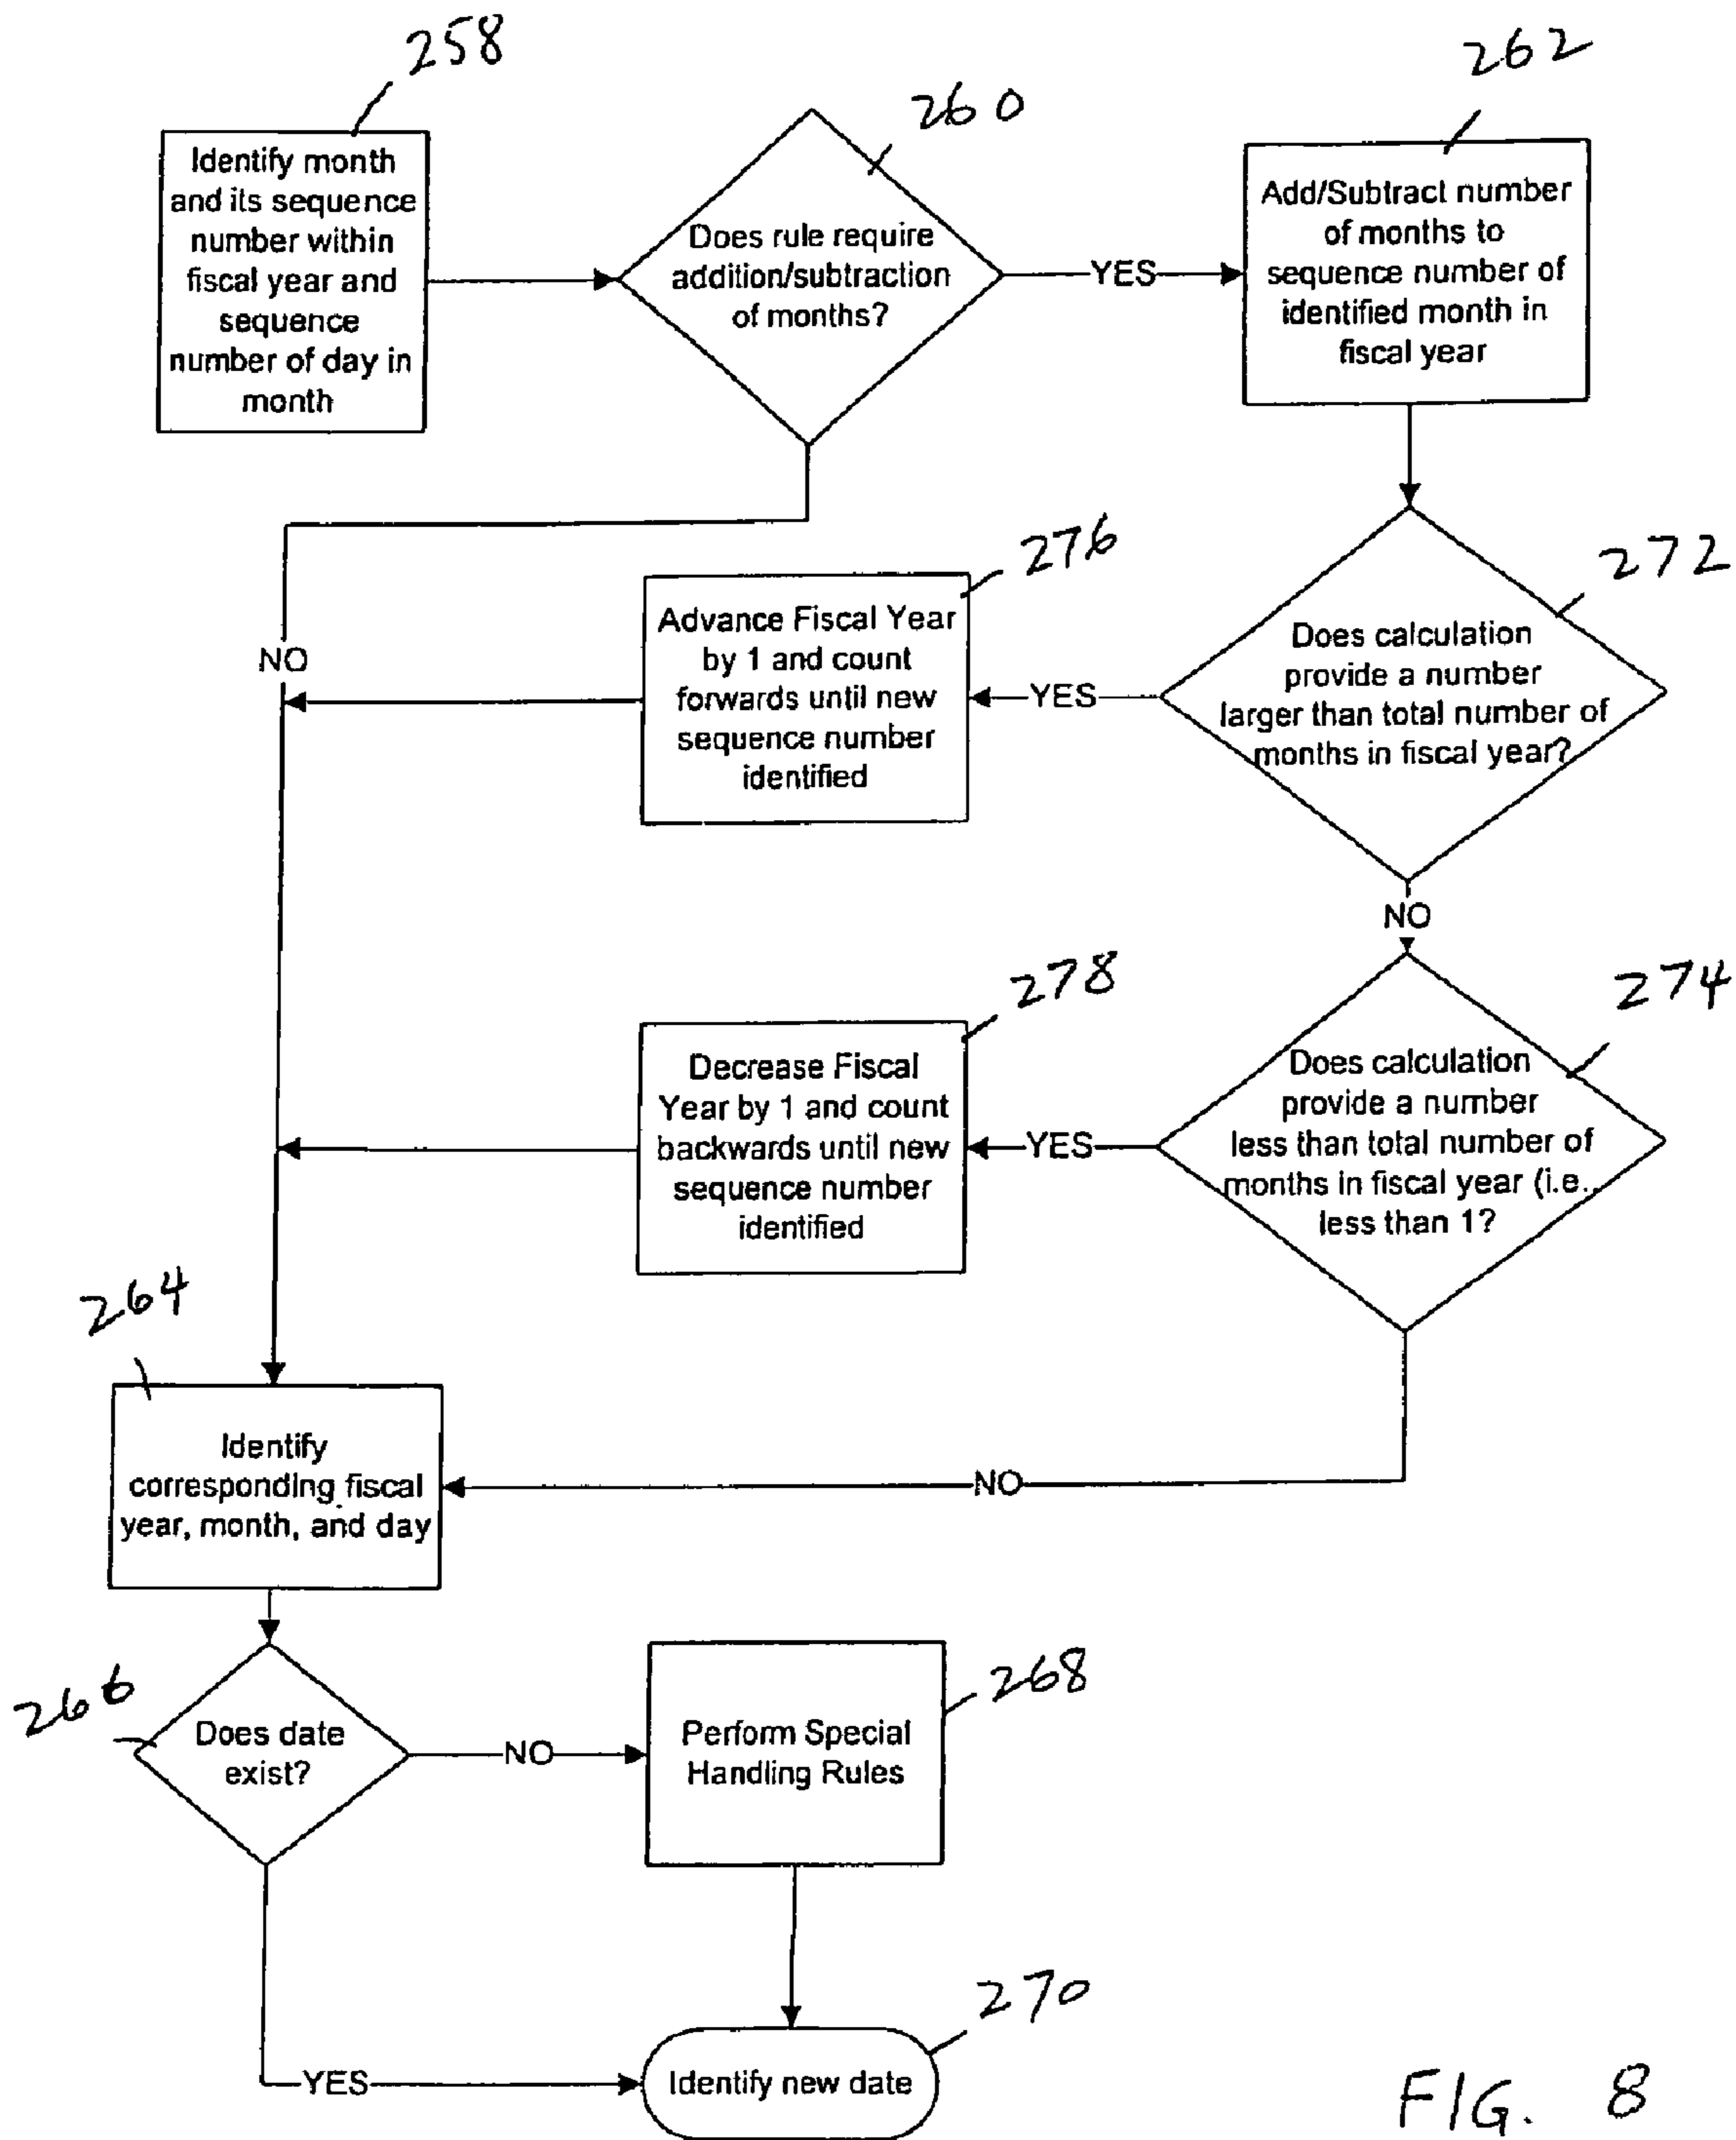 258
Identify month
and its sequence
number within
fiscal year and
sequence
number of day in
month
260
Does rule require
addition/subtraction
of months?
YES
262
Add/Subtract number
of months to
sequence number of
identified month in
fiscal year
NO
276
Advance Fiscal Year
by 1 and count
forwards until new
sequence number
identified
YES
272
Does calculation
provide a number
larger than total number of
months in fiscal year?
NO
278
Decrease Fiscal
Year by 1 and count
backwards until new
sequence number
identified
YES
274
Does calculation
provide a number
less than total number of
months in fiscal year (i.e.,
less than 1?
264
Identify
corresponding fiscal
year, month, and day
NO
266
Does date
exist?
NO
268
Perform Special
Handling Rules
YES
270
Identify new date
FIG. 8